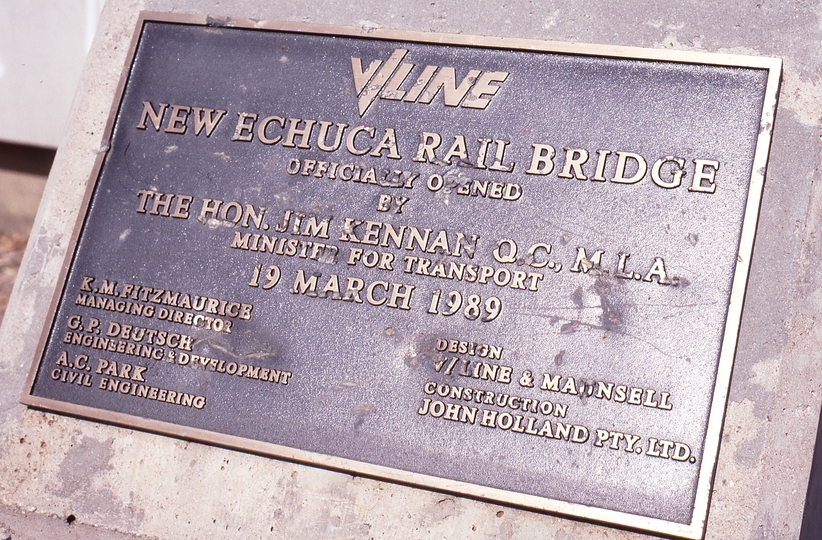 V/LINE
NEW ECHUCA RAIL BRIDGE
OFFICIALLY OPENED
BY
THE HON. JIM KENNAN Q.C., M.L.A.
MINISTER FOR TRANSPORT
19 MARCH 1989
K.M. FITZMAURICE
MANAGING DIRECTOR
G.P. DEUTSCH
ENGINEERING & DEVELOPMENT
A.C. PARK
CIVIL ENGINEERING
DESIGN
V/LINE & MAUNSELL
CONSTRUCTION
JOHN HOLLAND PTY. LTD.